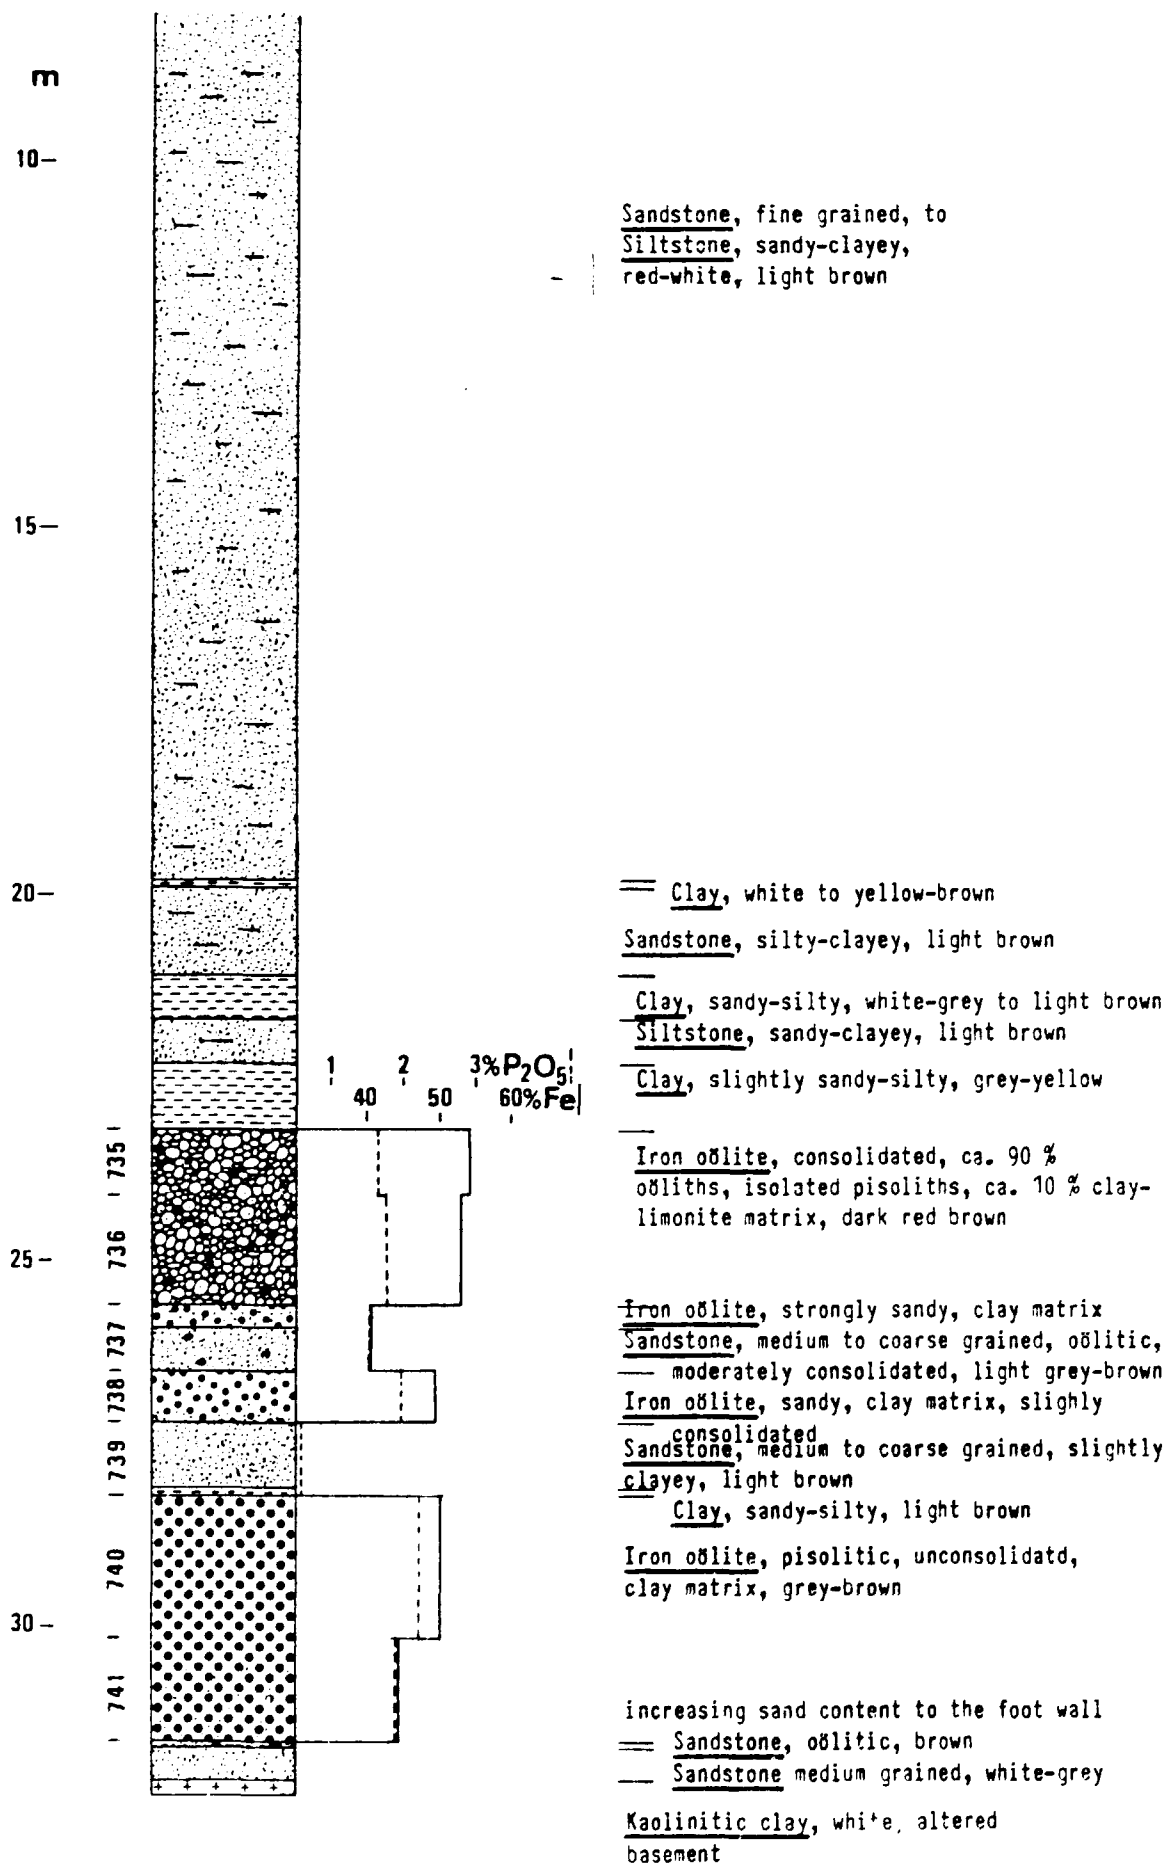 m
10—
Sandstone, fine grained, to
Siltstone, sandy-clayey,
red-white, light brown
15—
20—
Clay, white to yellow-brown
Sandstone, silty-clayey, light brown
Clay, sandy-silty, white-grey to light brown
Siltstone, sandy-clayey, light brown
1 2 3%P₂O₅
Clay, slightly sandy-silty, grey-yellow
40 50 60%Fe
735
Iron oölite, consolidated, ca. 90 %
oöliths, isolated pisoliths, ca. 10 % clay-
limonite matrix, dark red brown
736
25—
Iron oölite, strongly sandy, clay matrix
737
Sandstone, medium to coarse grained, oölitic,
moderately consolidated, light grey-brown
738
Iron oölite, sandy, clay matrix, slighly
consolidated
739
Sandstone, medium to coarse grained, slightly
clayey, light brown
Clay, sandy-silty, light brown
740
Iron oölite, pisolitic, unconsolidatd,
clay matrix, grey-brown
30—
741
increasing sand content to the foot wall
Sandstone, oölitic, brown
Sandstone medium grained, white-grey
Kaolinitic clay, white, altered
basement